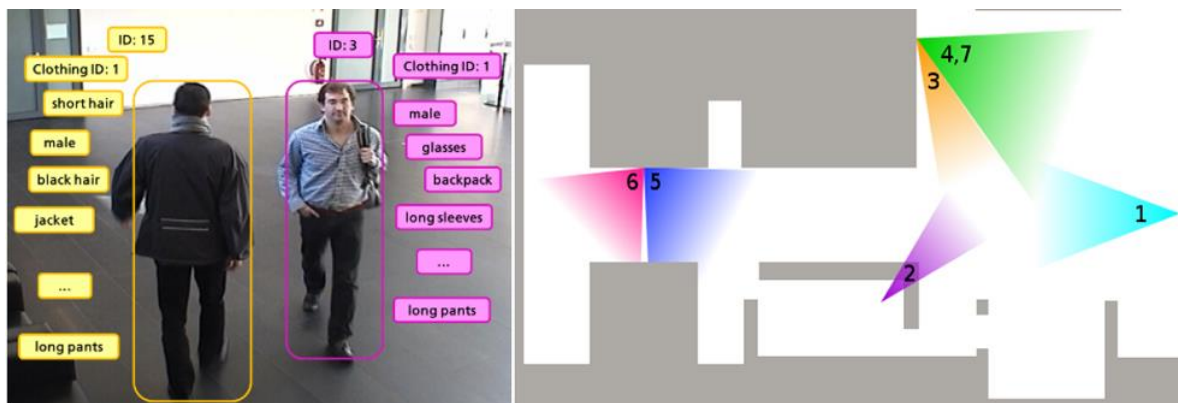 ID: 15
Clothing ID: 1
short hair
male
black hair
jacket
...
long pants
ID: 3
Clothing ID: 1
male
glasses
backpack
long sleeves
...
long pants
4,7
3
6
5
1
2